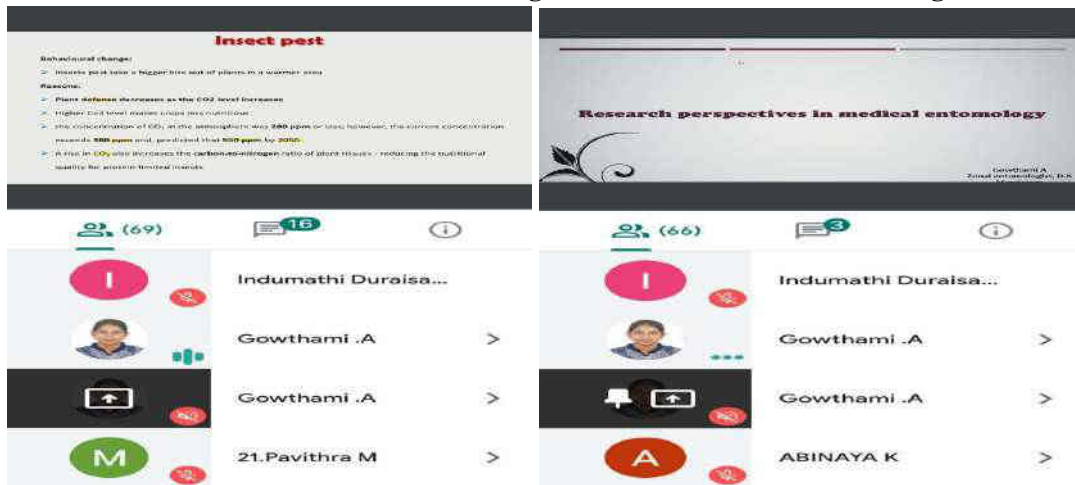 Insect pest
Behavioural change:
Insects pest take a bigger bite out of plants in a warmer area
Reasons:
Plant defense decreases as the CO2 level increases
Higher Co2 level makes crops less nutritious
the concentration of CO2 in the atmosphere was 280 ppm or less; however, the current concentration
exceeds 380 ppm and, predicted that 550 ppm by 2050.
A rise in CO2 also increases the carbon-to-nitrogen ratio of plant tissues - reducing the nutritional
quality for protein-limited insects
(69)
16
I
Indumathi Duraisa...
Gowthami .A
Gowthami .A
M
21.Pavithra M
Research perspectives in medical entomology
Gowthami A
Zonal entomologist, D.K
(66)
3
I
Indumathi Duraisa...
Gowthami .A
Gowthami .A
A
ABINAYA K